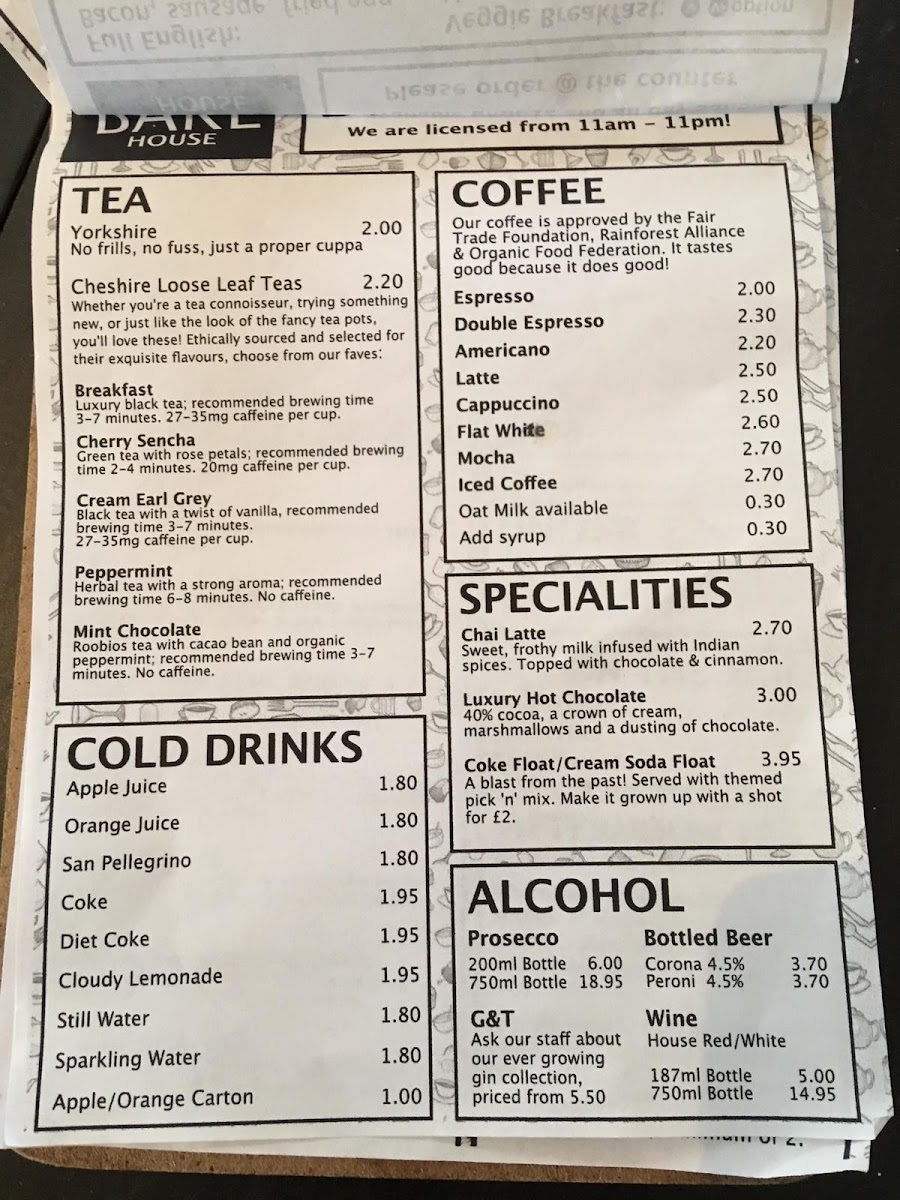 Bacon, sausage, fried
Full English:
Veggie Breakfast:
option
Please order @ the counter
HOUSE
BAKE
HOUSE
We are licensed from 11am – 11pm!
TEA
Yorkshire 2.00
No frills, no fuss, just a proper cuppa
Cheshire Loose Leaf Teas 2.20
Whether you're a tea connoisseur, trying something
new, or just like the look of the fancy tea pots,
you'll love these! Ethically sourced and selected for
their exquisite flavours, choose from our faves:
Breakfast
Luxury black tea; recommended brewing time
3-7 minutes. 27-35mg caffeine per cup.
Cherry Sencha
Green tea with rose petals; recommended brewing
time 2-4 minutes. 20mg caffeine per cup.
Cream Earl Grey
Black tea with a twist of vanilla, recommended
brewing time 3-7 minutes.
27-35mg caffeine per cup.
Peppermint
Herbal tea with a strong aroma; recommended
brewing time 6-8 minutes. No caffeine.
Mint Chocolate
Roobios tea with cacao bean and organic
peppermint; recommended brewing time 3-7
minutes. No caffeine.
COLD DRINKS
Apple Juice 1.80
Orange Juice 1.80
San Pellegrino 1.80
Coke 1.95
Diet Coke 1.95
Cloudy Lemonade 1.95
Still Water 1.80
Sparkling Water 1.80
Apple/Orange Carton 1.00
COFFEE
Our coffee is approved by the Fair
Trade Foundation, Rainforest Alliance
& Organic Food Federation. It tastes
good because it does good!
Espresso 2.00
Double Espresso 2.30
Americano 2.20
Latte 2.50
Cappuccino 2.50
Flat White 2.60
Mocha 2.70
Iced Coffee 2.70
Oat Milk available 0.30
Add syrup 0.30
SPECIALITIES
Chai Latte 2.70
Sweet, frothy milk infused with Indian
spices. Topped with chocolate & cinnamon.
Luxury Hot Chocolate 3.00
40% cocoa, a crown of cream,
marshmallows and a dusting of chocolate.
Coke Float/Cream Soda Float 3.95
A blast from the past! Served with themed
pick 'n' mix. Make it grown up with a shot
for £2.
ALCOHOL
Prosecco
200ml Bottle 6.00
750ml Bottle 18.95
Bottled Beer
Corona 4.5% 3.70
Peroni 4.5% 3.70
G&T
Ask our staff about
our ever growing
gin collection,
priced from 5.50
Wine
House Red/White
187ml Bottle 5.00
750ml Bottle 14.95
of 2.